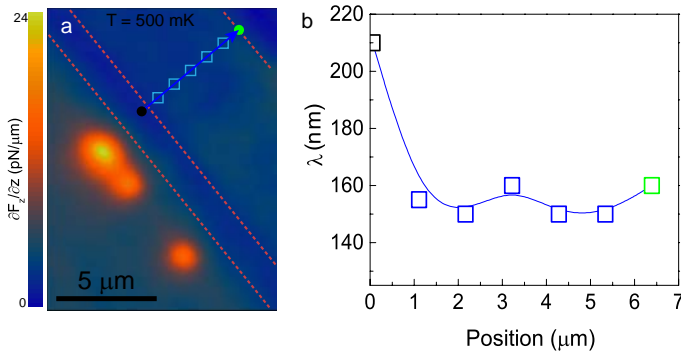 24
a
T = 500 mK
∂F_z/∂z (pN/μm)
0
5 μm
b
220
200
180
160
140
λ (nm)
0 1 2 3 4 5 6 7
Position (μm)